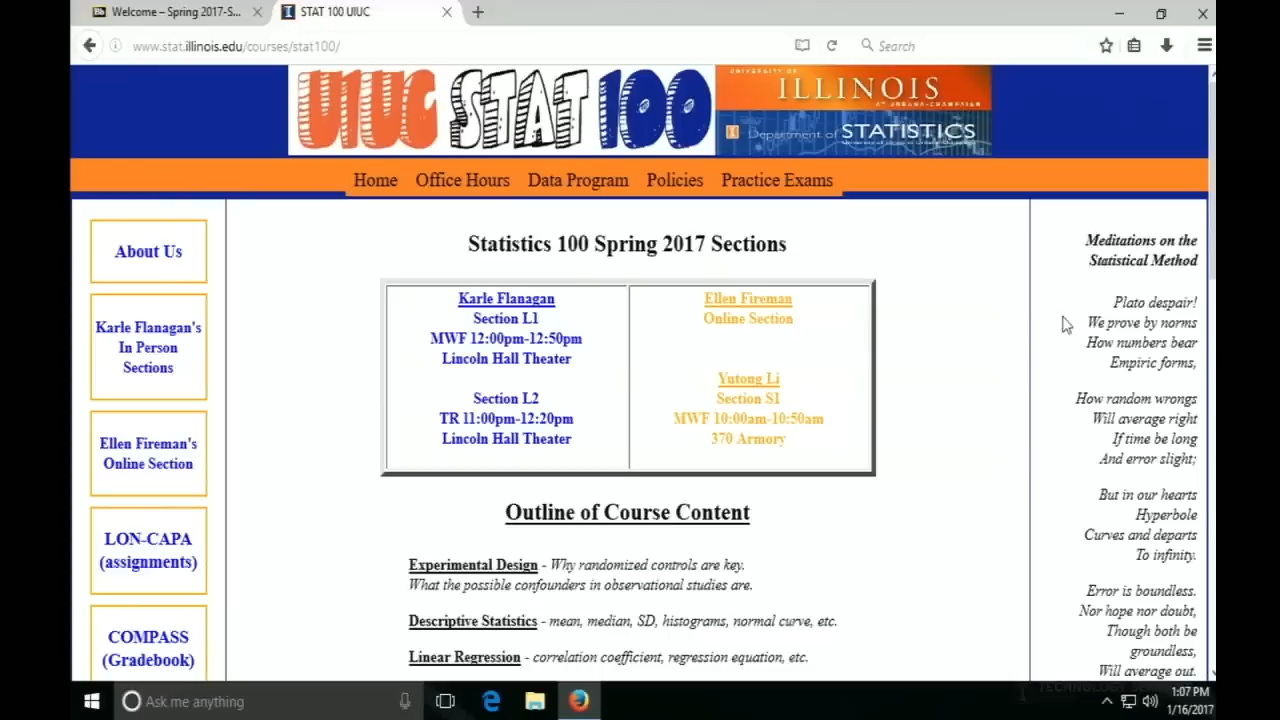 Welcome – Spring 2017-S...
STAT 100 UIUC
www.stat.illinois.edu/courses/stat100/
Search
UIUC STAT 100
UNIVERSITY OF
ILLINOIS
AT URBANA-CHAMPAIGN
Department of STATISTICS
Home Office Hours Data Program Policies Practice Exams
About Us
Karle Flanagan's
In Person
Sections
Ellen Fireman's
Online Section
LON-CAPA
(assignments)
COMPASS
(Gradebook)
Statistics 100 Spring 2017 Sections
Karle Flanagan
Section L1
MWF 12:00pm-12:50pm
Lincoln Hall Theater
Section L2
TR 11:00pm-12:20pm
Lincoln Hall Theater
Ellen Fireman
Online Section
Yutong Li
Section S1
MWF 10:00am-10:50am
370 Armory
Outline of Course Content
Experimental Design - Why randomized controls are key.
What the possible confounders in observational studies are.
Descriptive Statistics - mean, median, SD, histograms, normal curve, etc.
Linear Regression - correlation coefficient, regression equation, etc.
Meditations on the
Statistical Method
Plato despair!
We prove by norms
How numbers bear
Empiric forms,
How random wrongs
Will average right
If time be long
And error slight;
But in our hearts
Hyperbole
Curves and departs
To infinity.
Error is boundless.
Nor hope nor doubt,
Though both be
groundless,
Will average out.
Ask me anything
1:07 PM
1/16/2017